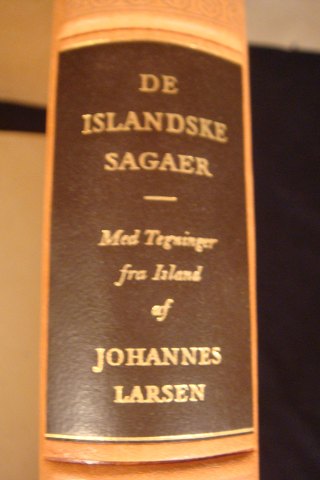 DE
ISLANDSKE
SAGAER
Med Tegninger
fra Island
af
JOHANNES
LARSEN